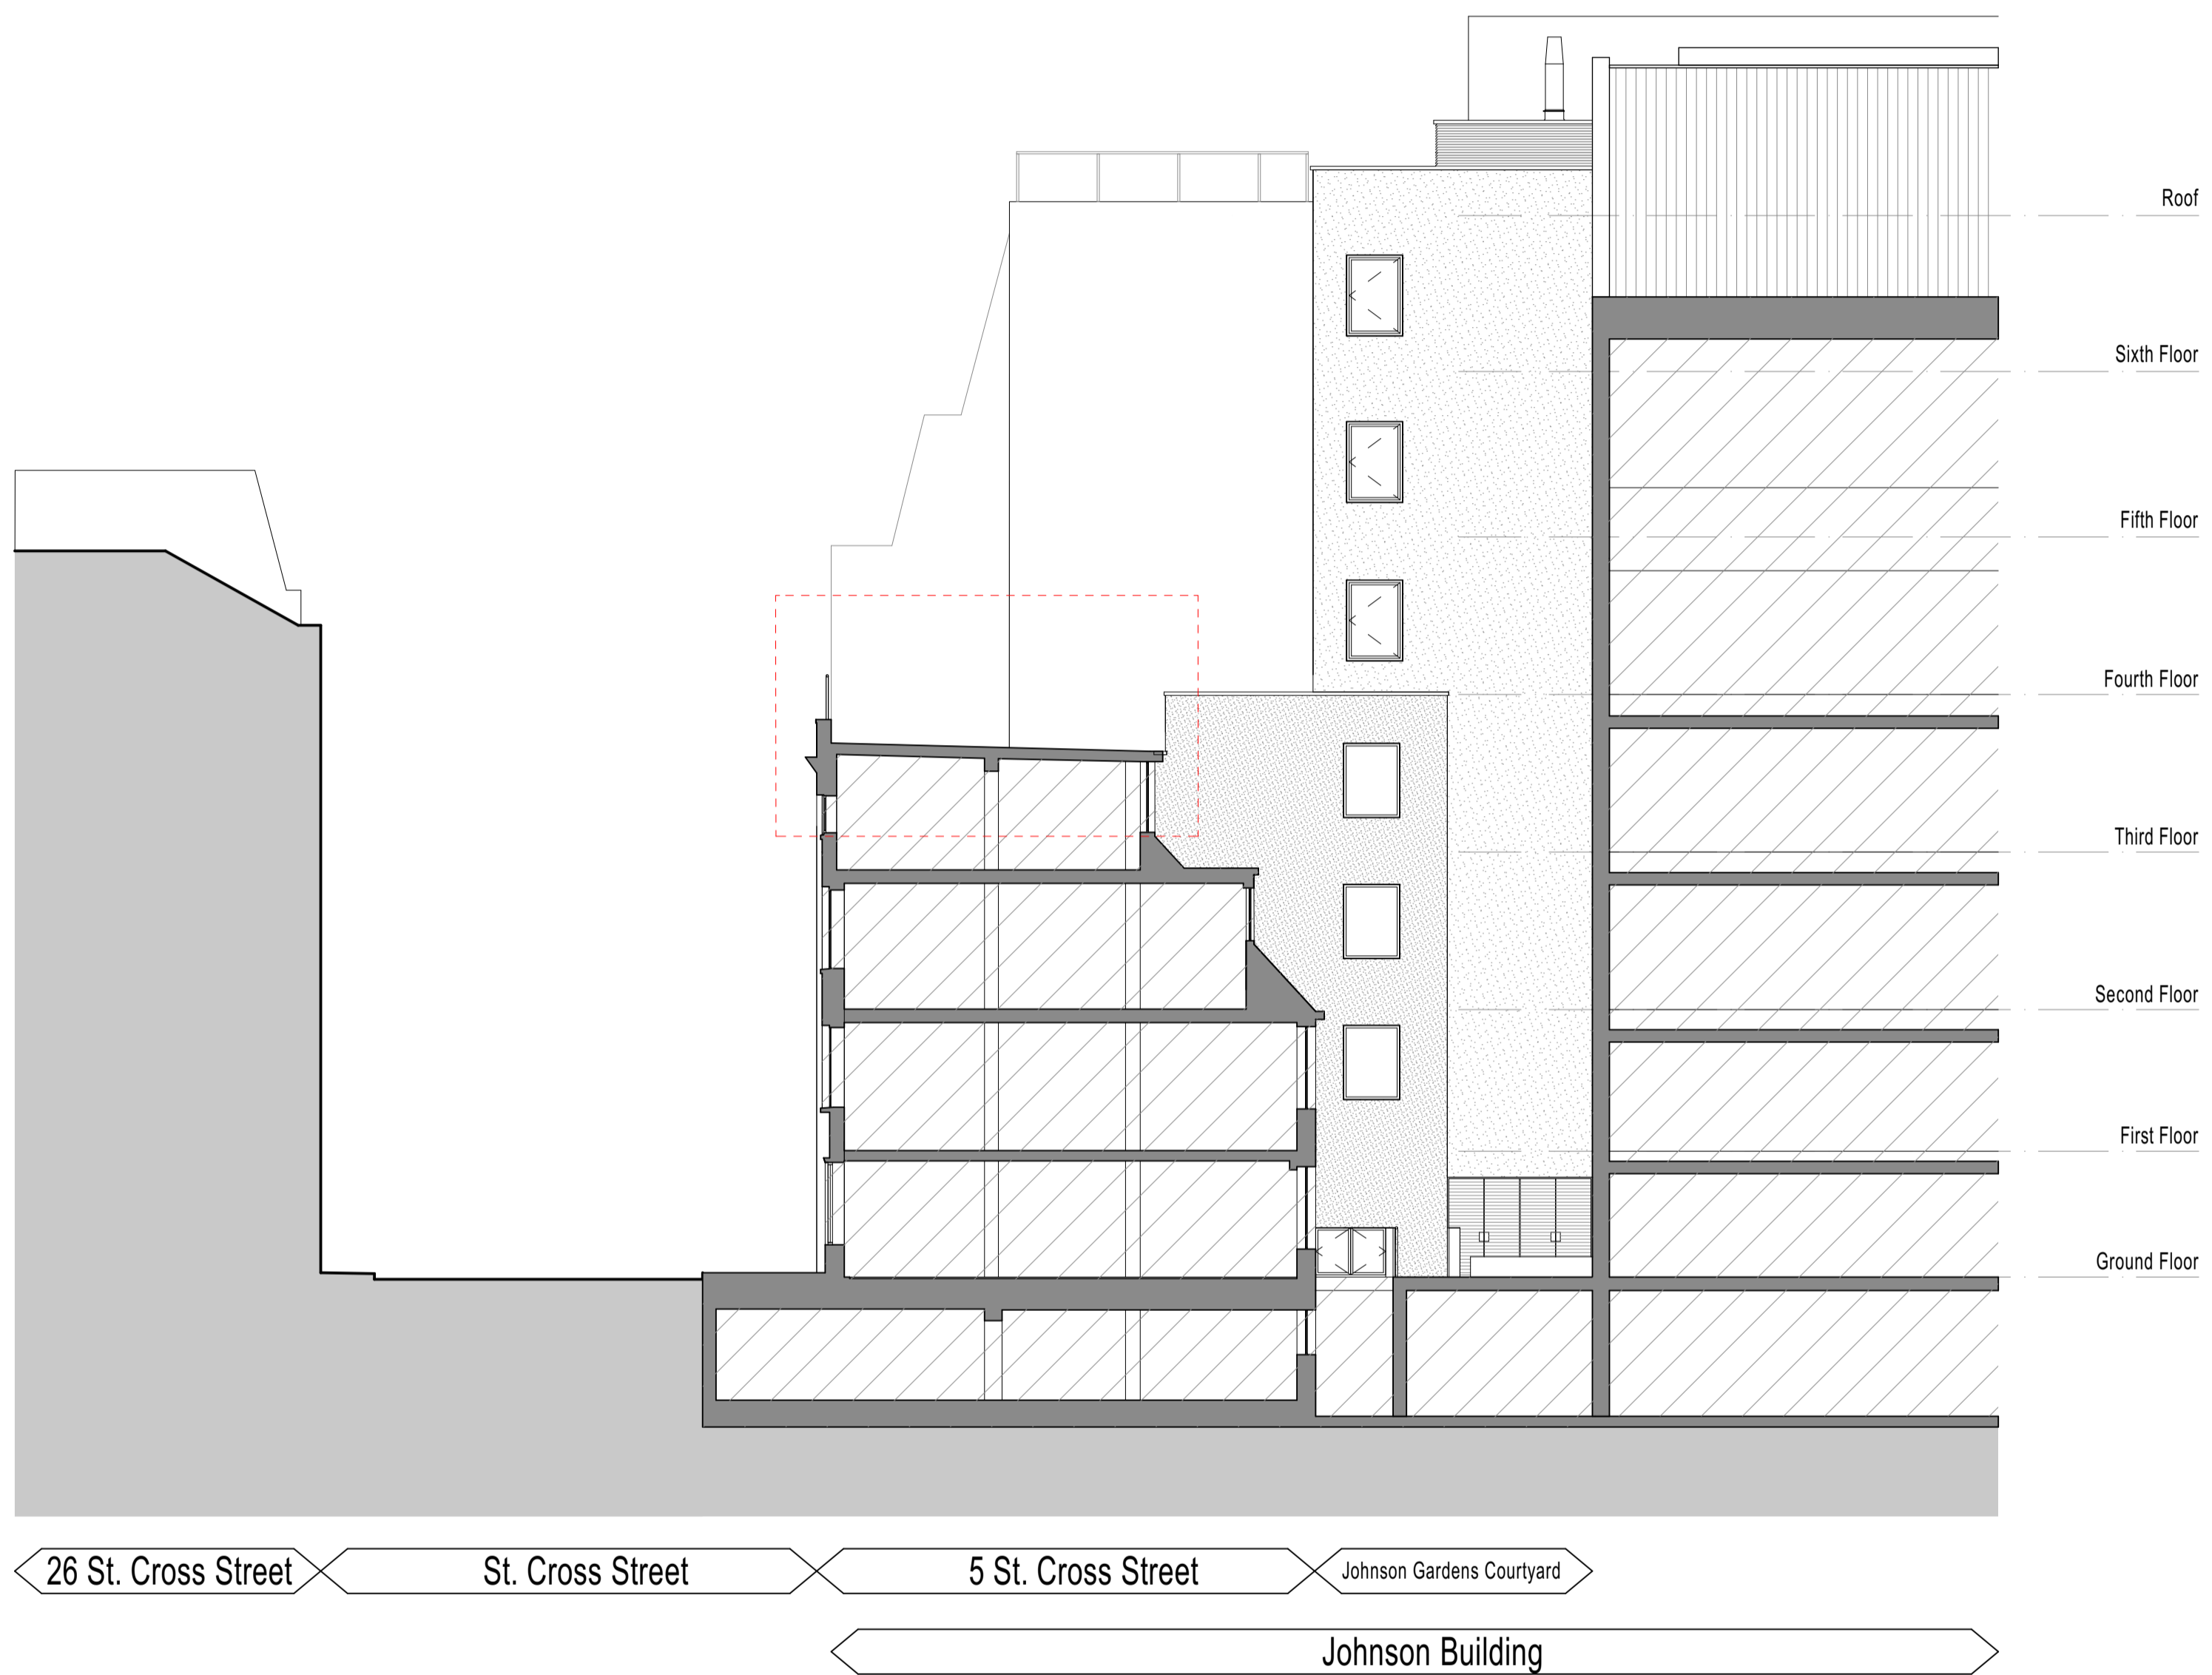 Roof
Sixth Floor
Fifth Floor
Fourth Floor
Third Floor
Second Floor
First Floor
Ground Floor
26 St. Cross Street
St. Cross Street
5 St. Cross Street
Johnson Gardens Courtyard
Johnson Building